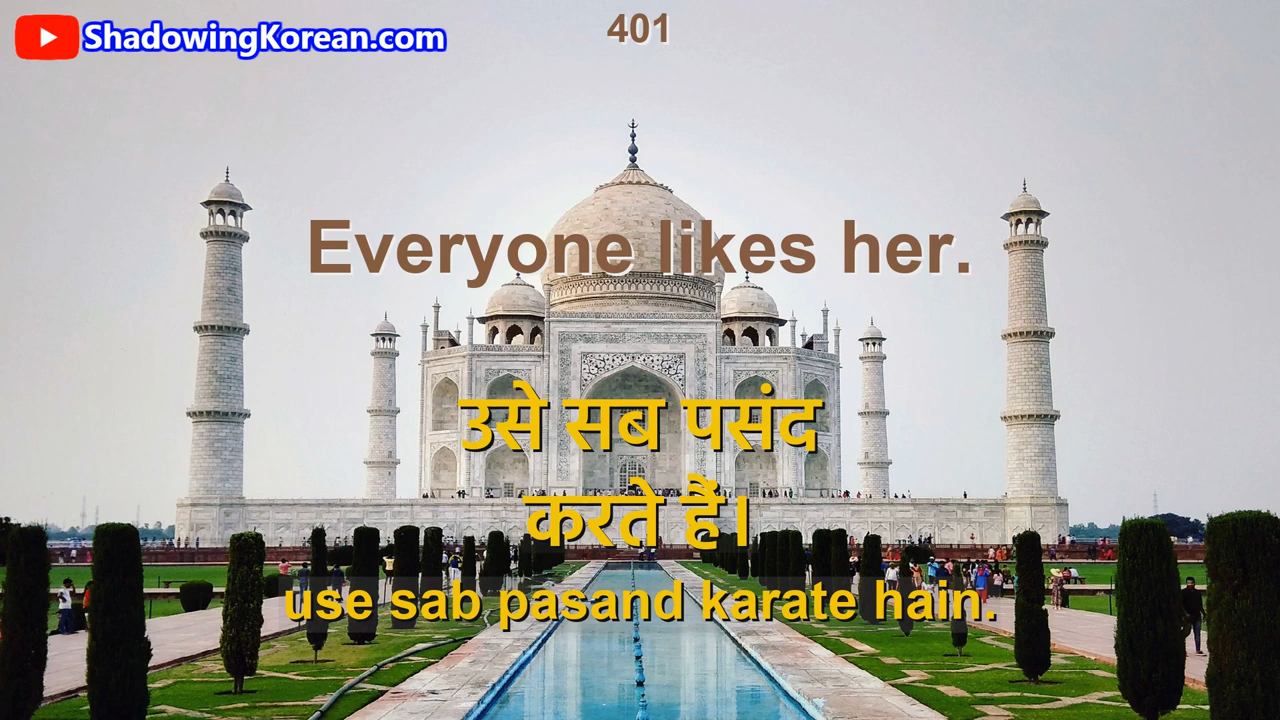 ShadowingKorean.com
401
Everyone likes her.
उसे सब पसंद
करते हैं।
use sab pasand karate hain.